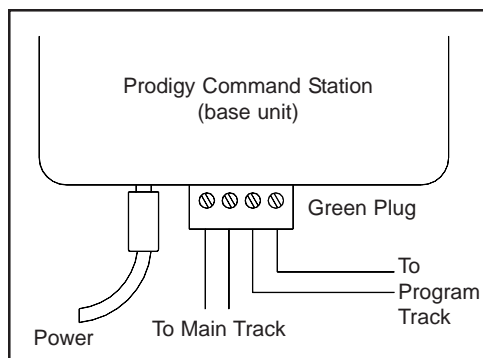 Prodigy Command Station
(base unit)
Green Plug
To
Program
Track
To Main Track
Power